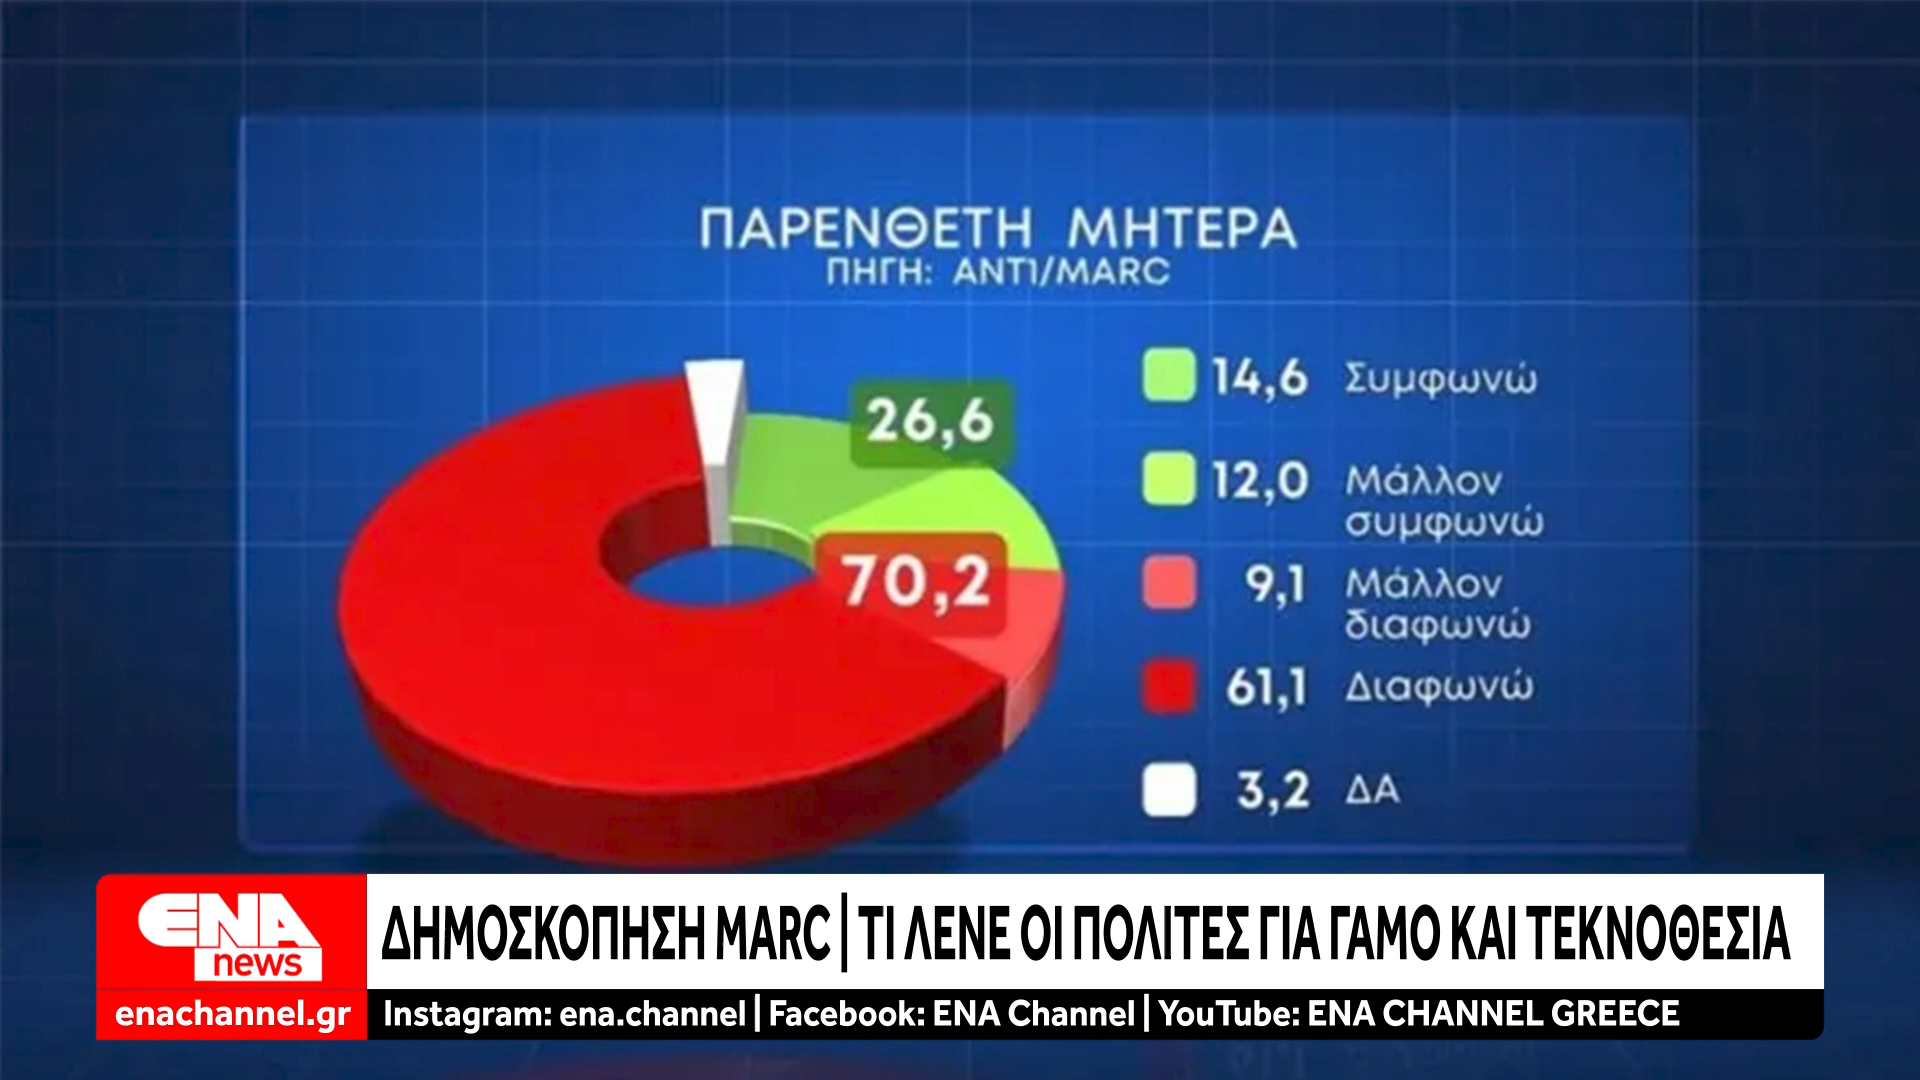 ΠΑΡΕΝΘΕΤΗ ΜΗΤΕΡΑ
ΠΗΓΗ: ΑΝΤ1/MARC
26,6
70,2
14,6 Συμφωνώ
12,0 Μάλλον
συμφωνώ
9,1 Μάλλον
διαφωνώ
61,1 Διαφωνώ
3,2 ΔΑ
ENA
news
ΔΗΜΟΣΚΟΠΗΣΗ MARC | ΤΙ ΛΕΝΕ ΟΙ ΠΟΛΙΤΕΣ ΓΙΑ ΓΑΜΟ ΚΑΙ ΤΕΚΝΟΘΕΣΙΑ
enachannel.gr
Instagram: ena.channel | Facebook: ENA Channel | YouTube: ENA CHANNEL GREECE